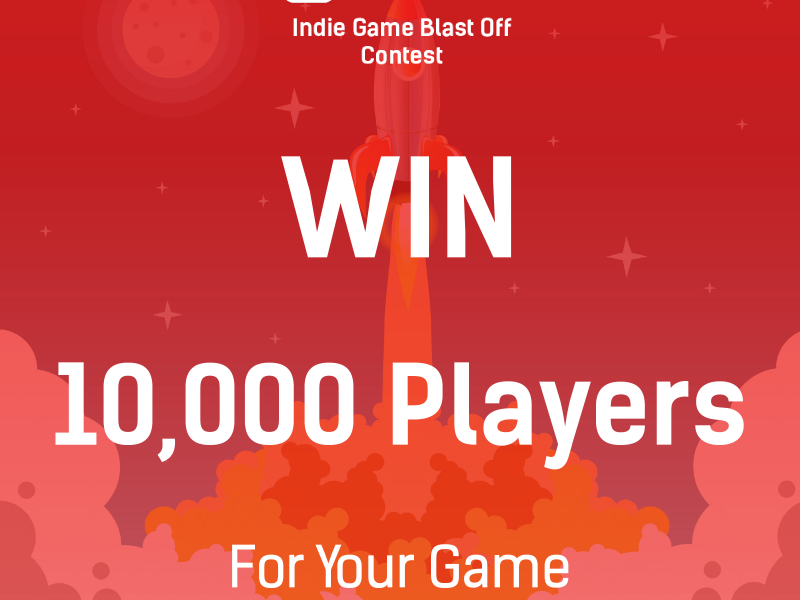 Indie Game Blast Off
Contest
WIN
10,000 Players
For Your Game